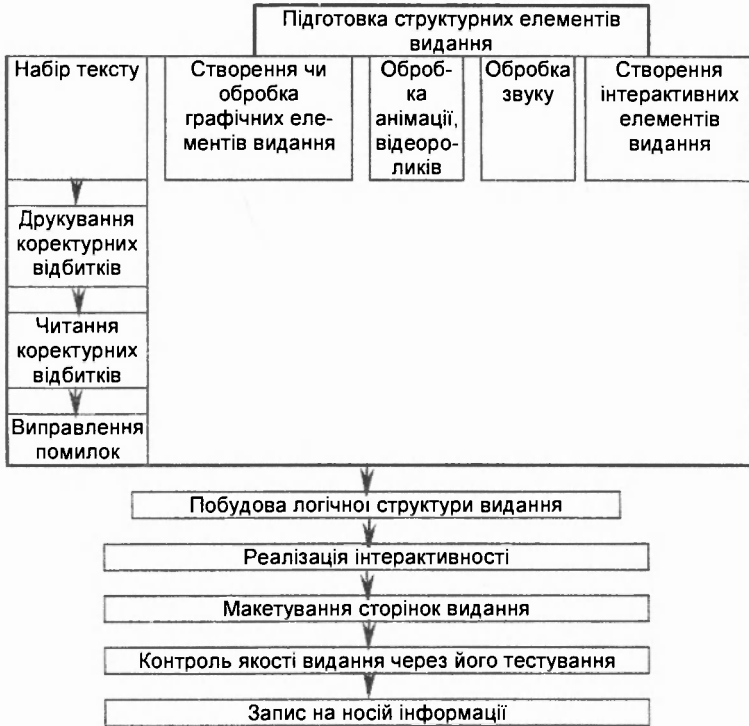 Підготовка структурних елементів
видання
Набір тексту
Створення чи
обробка
графічних еле-
ментів видання
Оброб-
ка
анімації,
відеоро-
ликів
Обробка
звуку
Створення
інтерактивних
елементів
видання
Друкування
коректурних
відбитків
Читання
коректурних
відбитків
Виправлення
помилок
Побудова логічної структури видання
Реалізація інтерактивності
Макетування сторінок видання
Контроль якості видання через його тестування
Запис на носій інформації